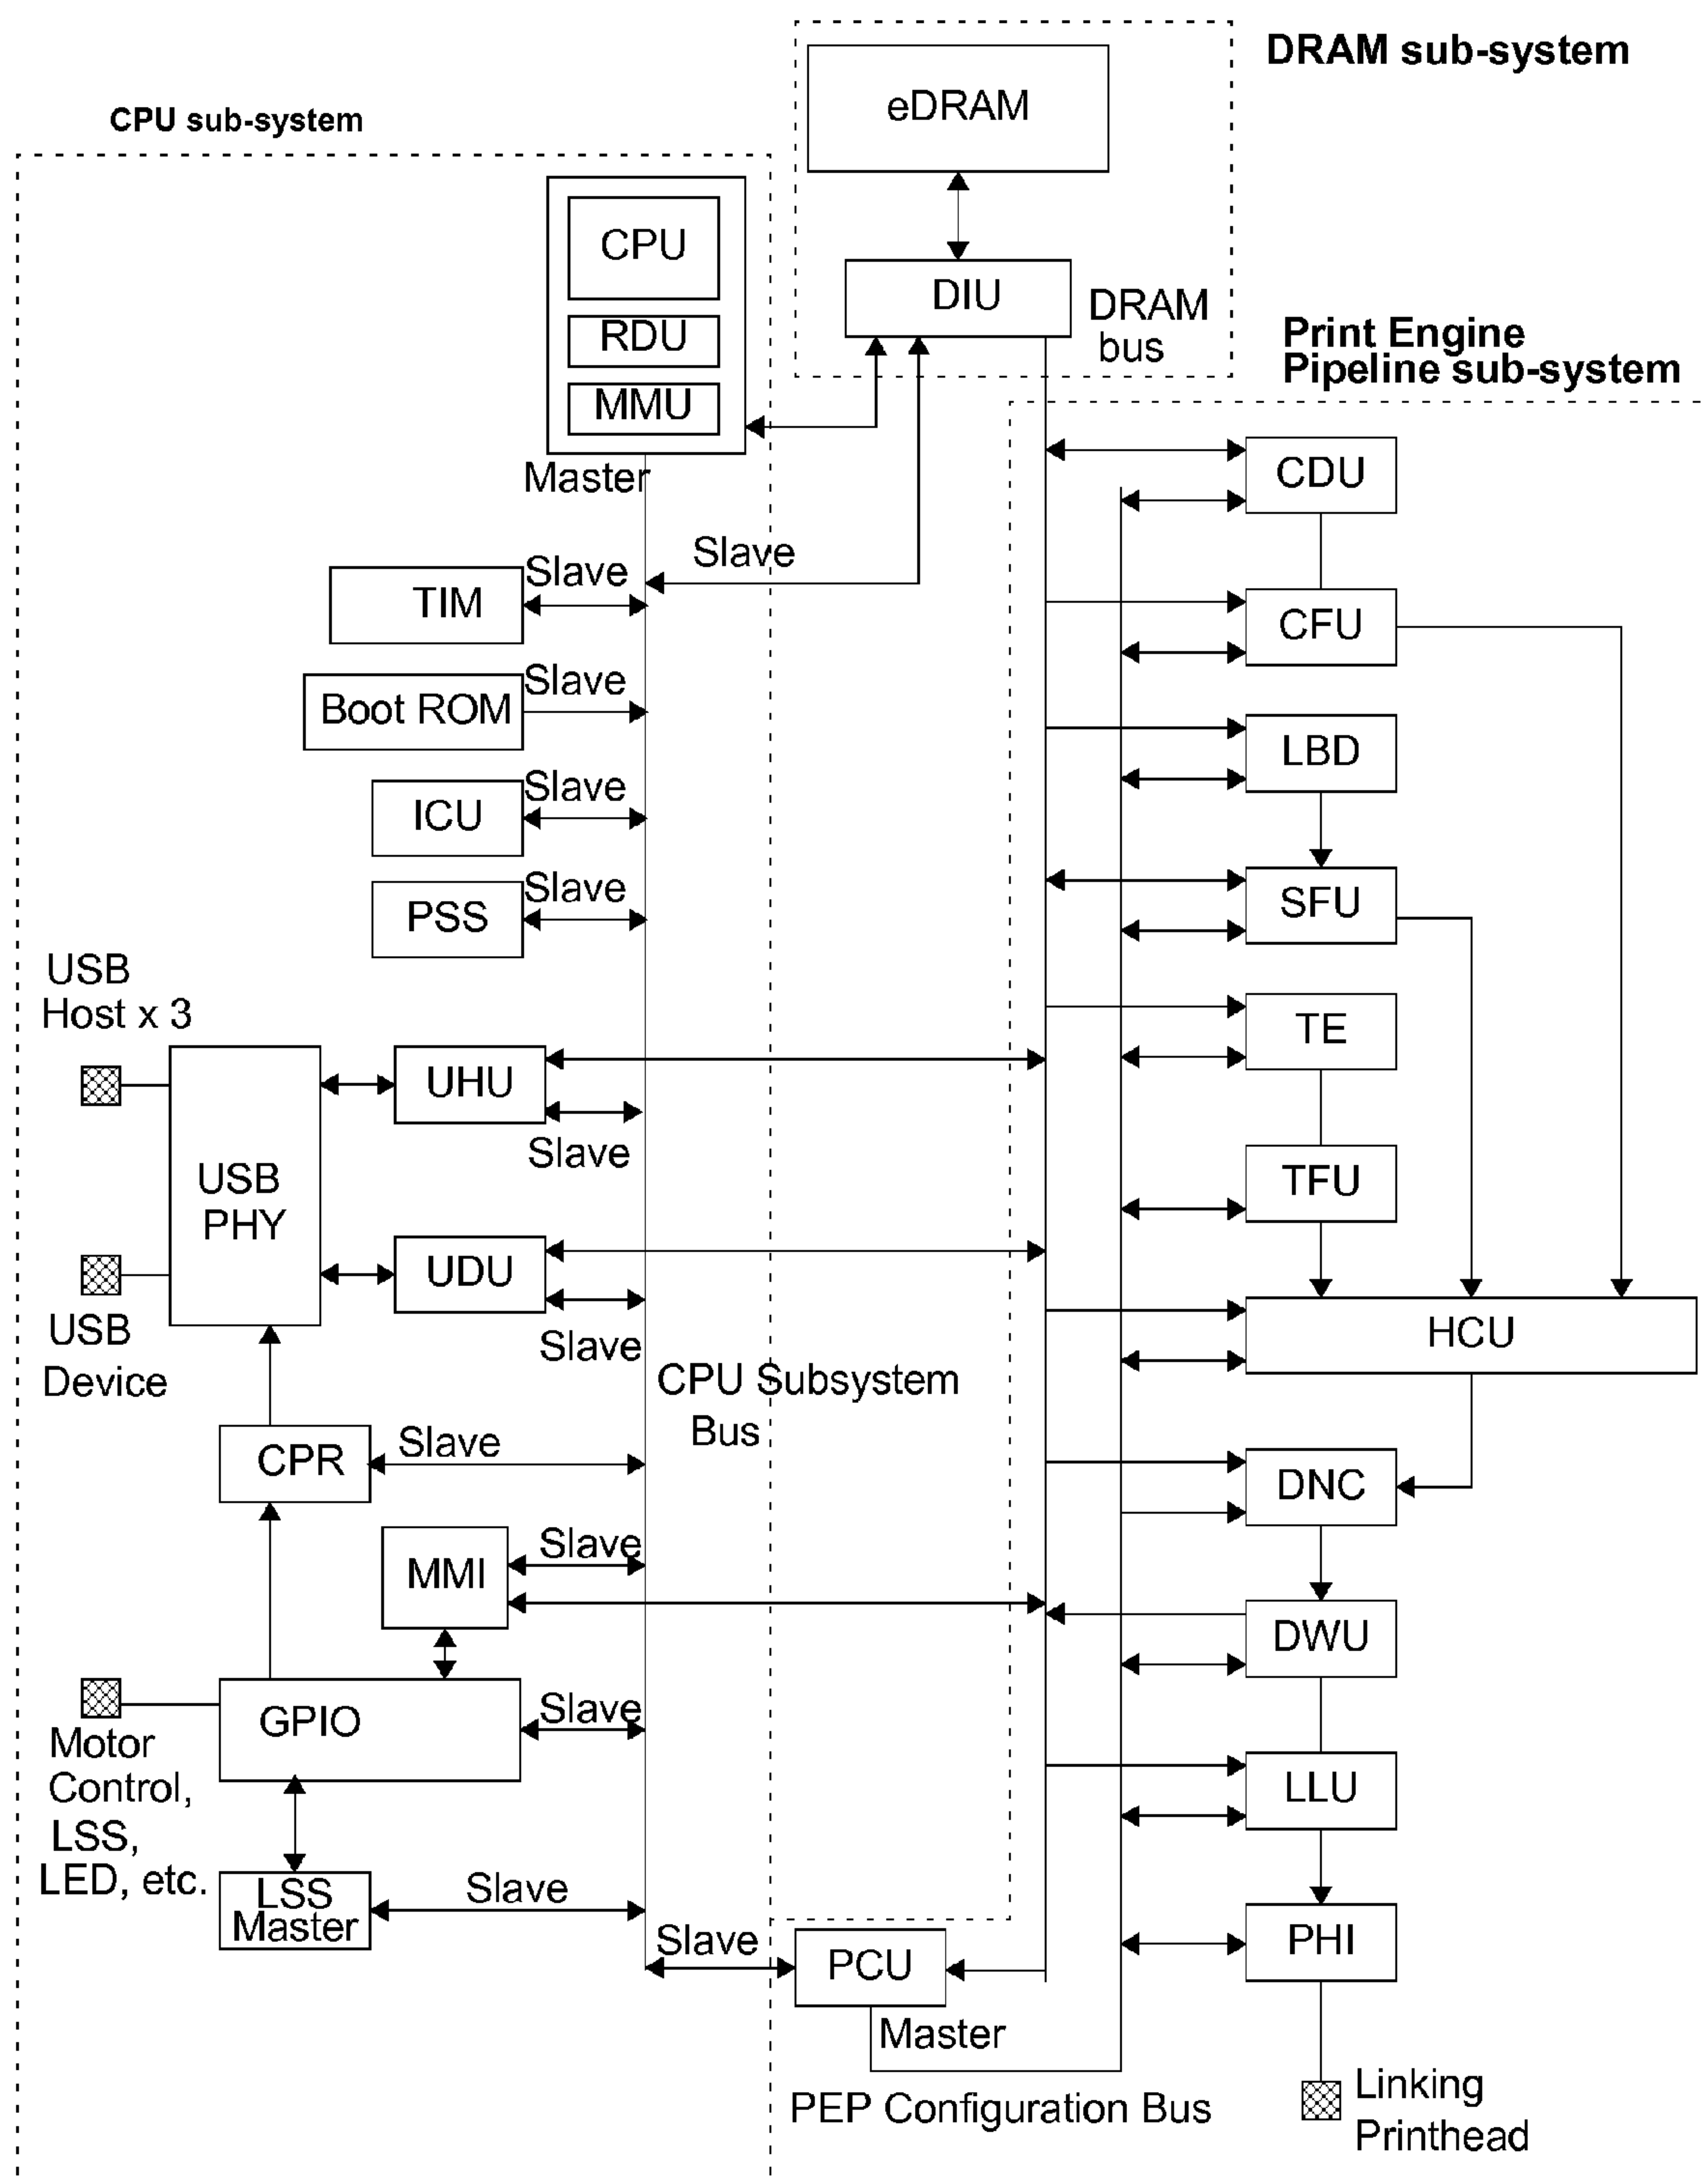 DRAM sub-system
eDRAM
CPU sub-system
CPU
DIU
DRAM
bus
RDU
Print Engine
Pipeline sub-system
MMU
Master
CDU
Slave
Slave
TIM
CFU
Slave
Boot ROM
LBD
Slave
ICU
Slave
PSS
SFU
USB
Host x 3
TE
UHU
Slave
USB
PHY
TFU
UDU
USB
Device
Slave
HCU
CPU Subsystem
Bus
CPR
Slave
DNC
MMI
Slave
DWU
GPIO
Slave
Motor
Control,
LSS,
LED, etc.
LLU
LSS
Master
Slave
Slave
PCU
PHI
Master
PEP Configuration Bus
Linking
Printhead